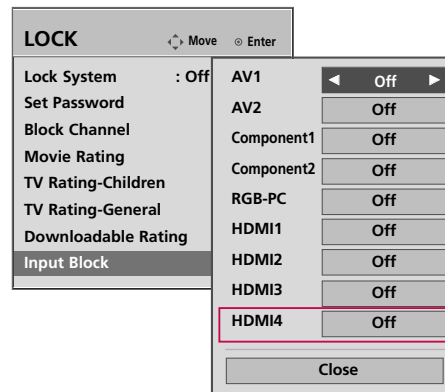 LOCK Move Enter
Lock System : Off
Set Password
Block Channel
Movie Rating
TV Rating-Children
TV Rating-General
Downloadable Rating
Input Block
AV1 ◀ Off ▶
AV2 Off
Component1 Off
Component2 Off
RGB-PC Off
HDMI1 Off
HDMI2 Off
HDMI3 Off
HDMI4 Off
Close